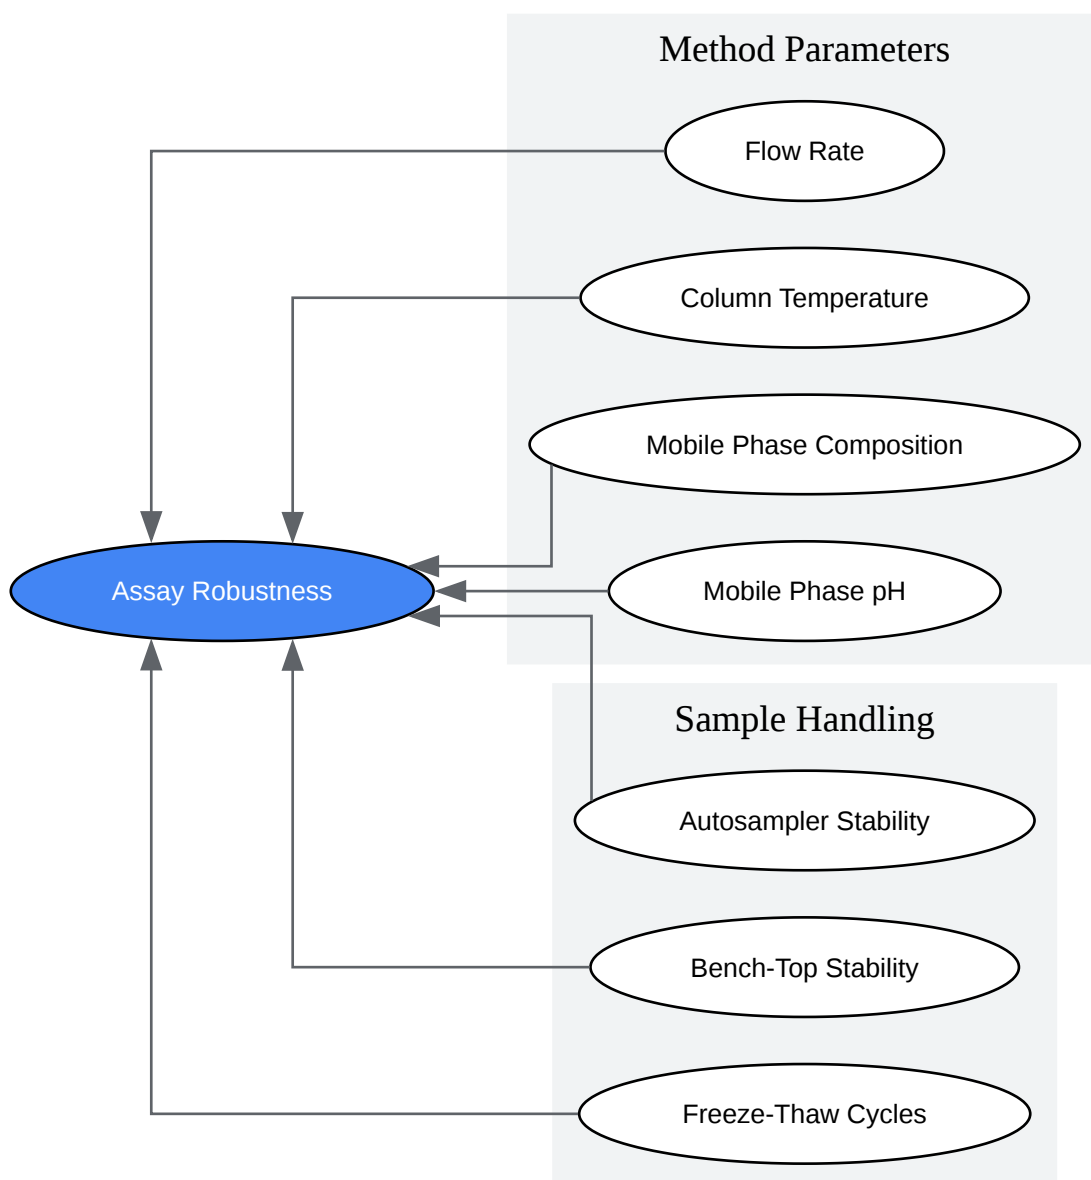 Method Parameters
Flow Rate
Column Temperature
Mobile Phase Composition
Assay Robustness
Mobile Phase pH
Sample Handling
Autosampler Stability
Bench-Top Stability
Freeze-Thaw Cycles